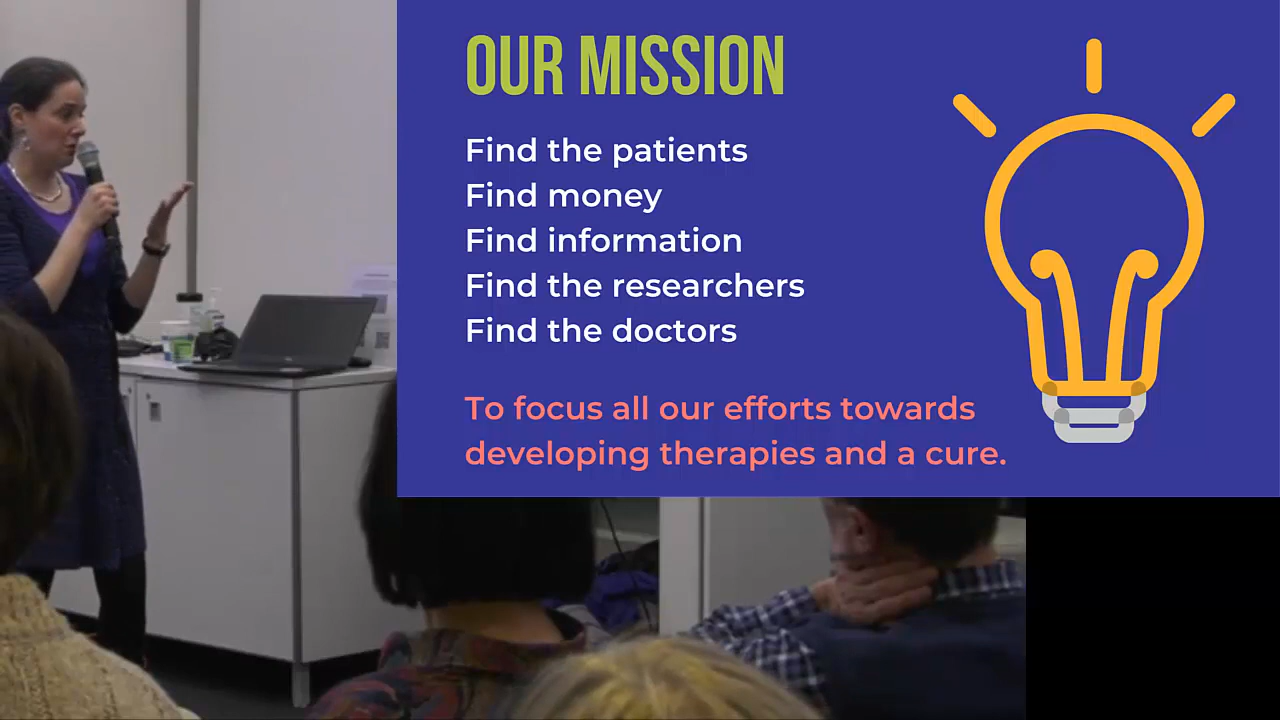 OUR MISSION
Find the patients
Find money
Find information
Find the researchers
Find the doctors
To focus all our efforts towards
developing therapies and a cure.